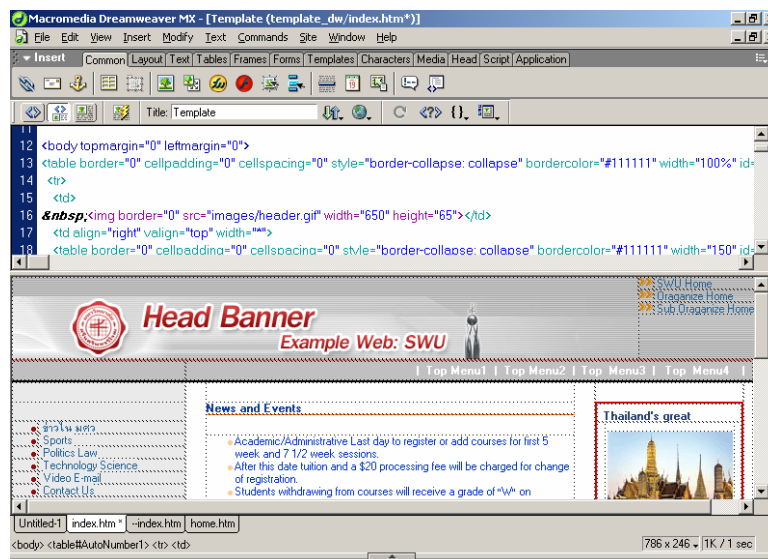 Macromedia Dreamweaver MX - [Template (template_dw/index.htm*)]
File Edit View Insert Modify Text Commands Site Window Help
Insert Common Layout Text Tables Frames Forms Templates Characters Media Head Script Application
Title: Template
11
12 <body topmargin="0" leftmargin="0">
13 <table border="0" cellpadding="0" cellspacing="0" style="border-collapse: collapse" bordercolor="#111111" width="100%" id=
14 <tr>
15 <td>
16 &nbsp;<img border="0" src="images/header.gif" width="650" height="65"></td>
17 <td align="right" valign="top" width="*">
18 <table border="0" cellpadding="0" cellspacing="0" style="border-collapse: collapse" bordercolor="#111111" width="150" id=
SWU Home
Oraganize Home
Sub Oraganize Home
Head Banner
Example Web: SWU
| Top Menu1 | Top Menu2 | Top Menu3 | Top Menu4 |
ข่าวใน มศว
Sports
Politics Law
Technology Science
Video E-mail
Contact Us
News and Events
Academic/Administrative Last day to register or add courses for first 5
week and 7 1/2 week sessions.
After this date tuition and a $20 processing fee will be charged for change
of registration.
Students withdrawing from courses will receive a grade of "W" on
Thailand's great
Untitled-1 index.htm * --index.htm home.htm
<body> <table#AutoNumber1> <tr> <td>
786 x 246 1K / 1 sec